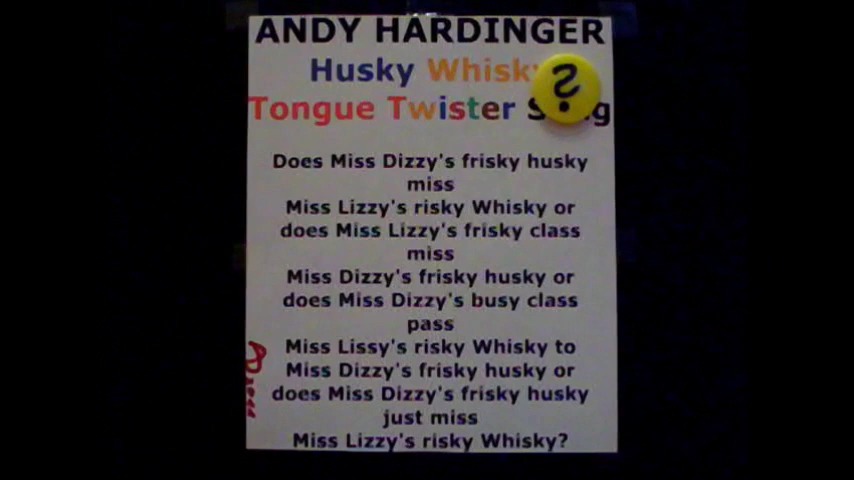 ANDY HARDINGER
Husky Whisky
Tongue Twister
?
Does Miss Dizzy's frisky husky
miss
Miss Lizzy's risky Whisky or
does Miss Lizzy's frisky class
miss
Miss Dizzy's frisky husky or
does Miss Dizzy's busy class
pass
Miss Lissy's risky Whisky to
Miss Dizzy's frisky husky or
does Miss Dizzy's frisky husky
just miss
Miss Lizzy's risky Whisky?